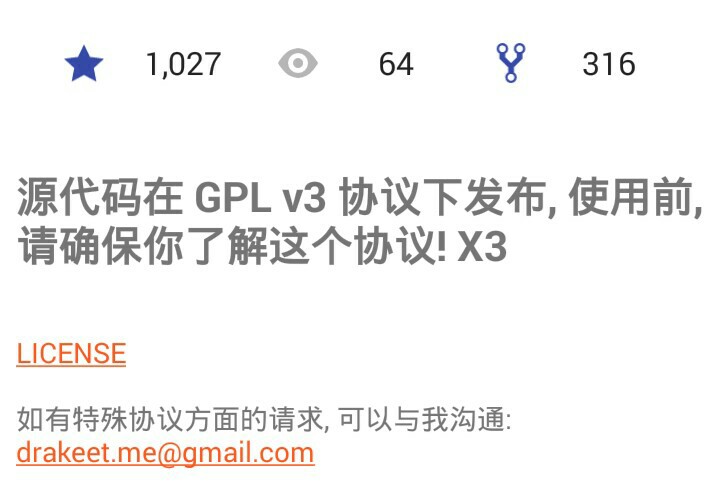 1,027 64 316
源代码在 GPL v3 协议下发布, 使用前,
请确保你了解这个协议! X3
LICENSE
如有特殊协议方面的请求, 可以与我沟通:
drakeet.me@gmail.com